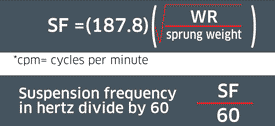 SF =(187.8)(√WR
sprung weight)
*cpm= cycles per minute
Suspension frequency
in hertz divide by 60
SF
60